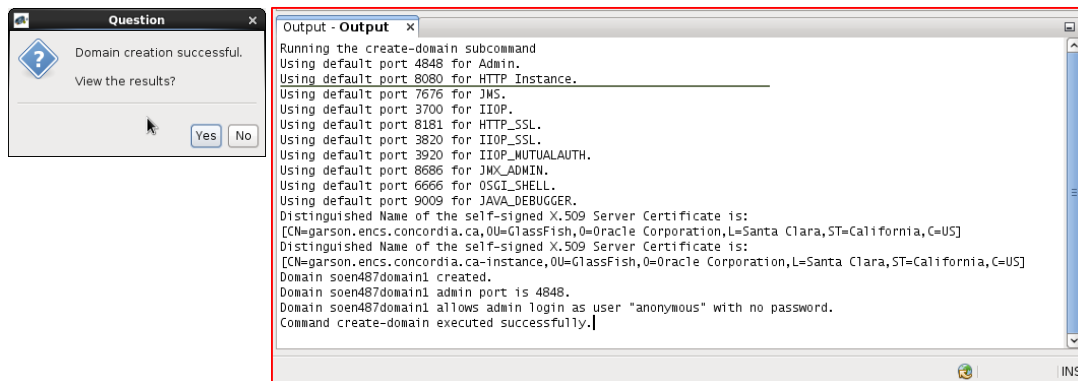 Question
Domain creation successful.
View the results?
Yes No
Output - Output
Running the create-domain subcommand
Using default port 4848 for Admin.
Using default port 8080 for HTTP Instance.
Using default port 7676 for JMS.
Using default port 3700 for IIOP.
Using default port 8181 for HTTP_SSL.
Using default port 3820 for IIOP_SSL.
Using default port 3920 for IIOP_MUTUALAUTH.
Using default port 8686 for JMX_ADMIN.
Using default port 6666 for OSGI_SHELL.
Using default port 9009 for JAVA_DEBUGGER.
Distinguished Name of the self-signed X.509 Server Certificate is:
[CN=garson.encs.concordia.ca,OU=GlassFish,O=Oracle Corporation,L=Santa Clara,ST=California,C=US]
Distinguished Name of the self-signed X.509 Server Certificate is:
[CN=garson.encs.concordia.ca-instance,OU=GlassFish,O=Oracle Corporation,L=Santa Clara,ST=California,C=US]
Domain soen487domain1 created.
Domain soen487domain1 admin port is 4848.
Domain soen487domain1 allows admin login as user "anonymous" with no password.
Command create-domain executed successfully.
INS